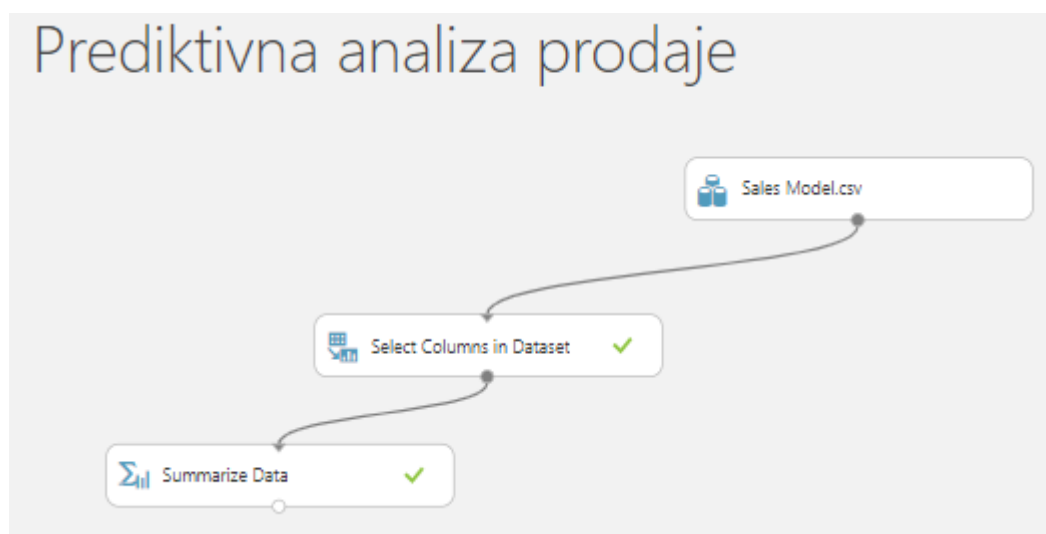 Prediktivna analiza prodaje
Sales Model.csv
Select Columns in Dataset
Summarize Data